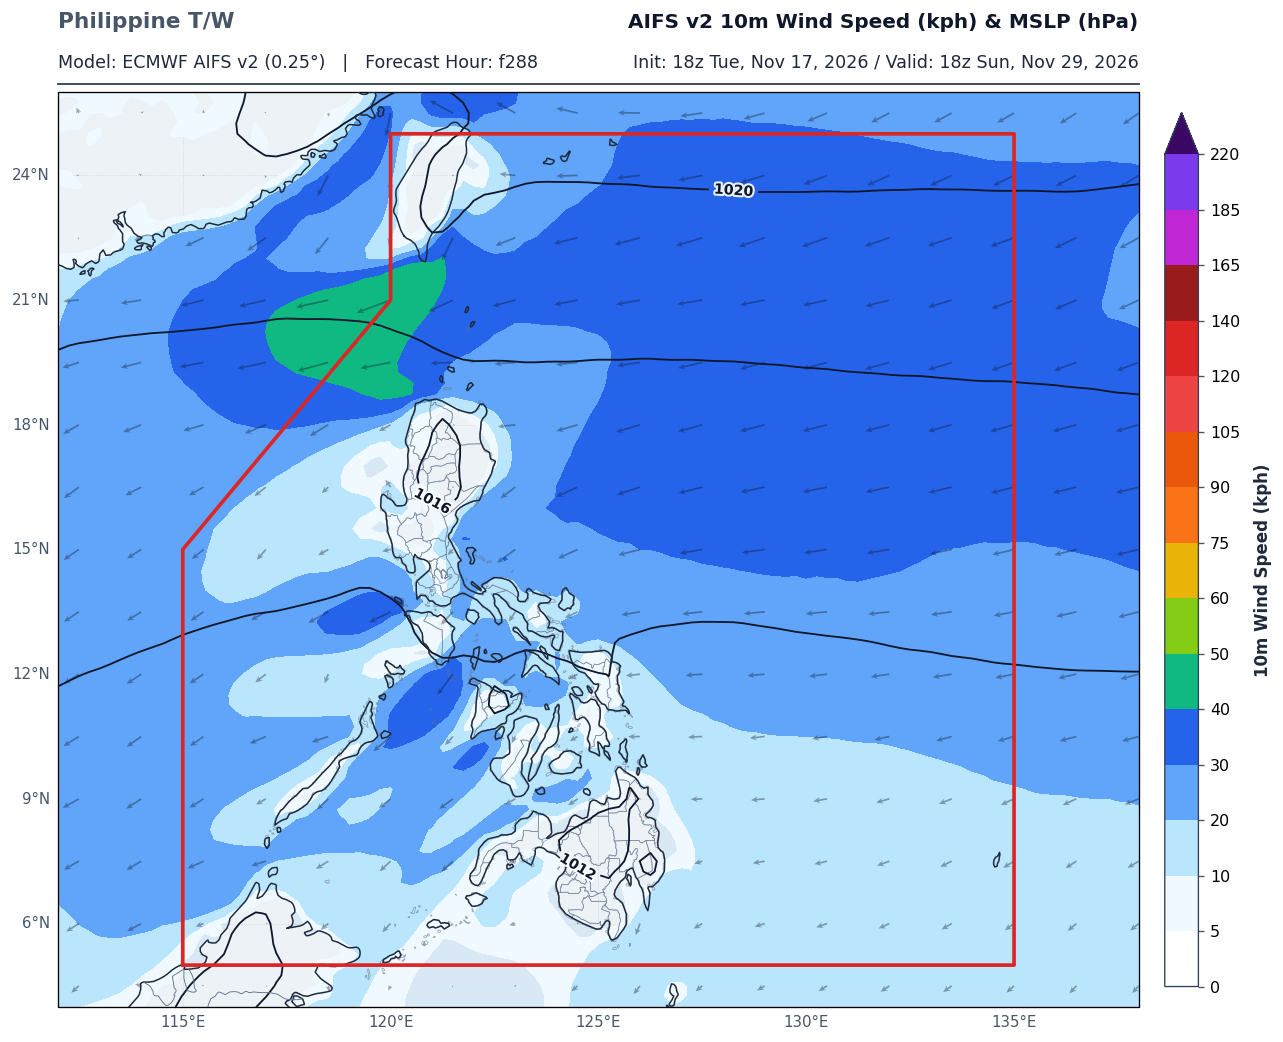 Philippine T/W
AIFS v2 10m Wind Speed (kph) & MSLP (hPa)
Model: ECMWF AIFS v2 (0.25°) | Forecast Hour: f288
Init: 18z Tue, Nov 17, 2026 / Valid: 18z Sun, Nov 29, 2026
24°N
21°N
18°N
15°N
12°N
9°N
6°N
115°E
120°E
125°E
130°E
135°E
1020
1016
1012
220
185
165
140
120
105
90
75
60
50
40
30
20
10
5
0
10m Wind Speed (kph)